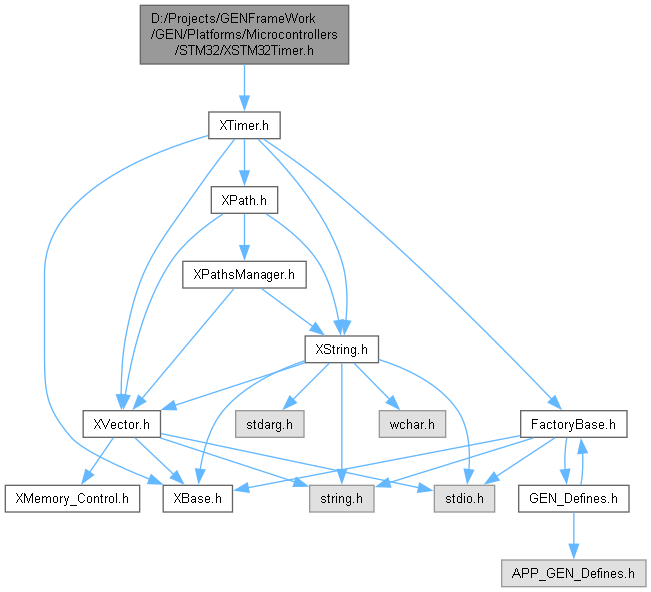 D:/Projects/GENFrameWork
/GEN/Platforms/Microcontrollers
/STM32/XSTM32Timer.h
XTimer.h
XPath.h
XPathsManager.h
XString.h
XVector.h
stdarg.h
wchar.h
FactoryBase.h
XMemory_Control.h
XBase.h
string.h
stdio.h
GEN_Defines.h
APP_GEN_Defines.h